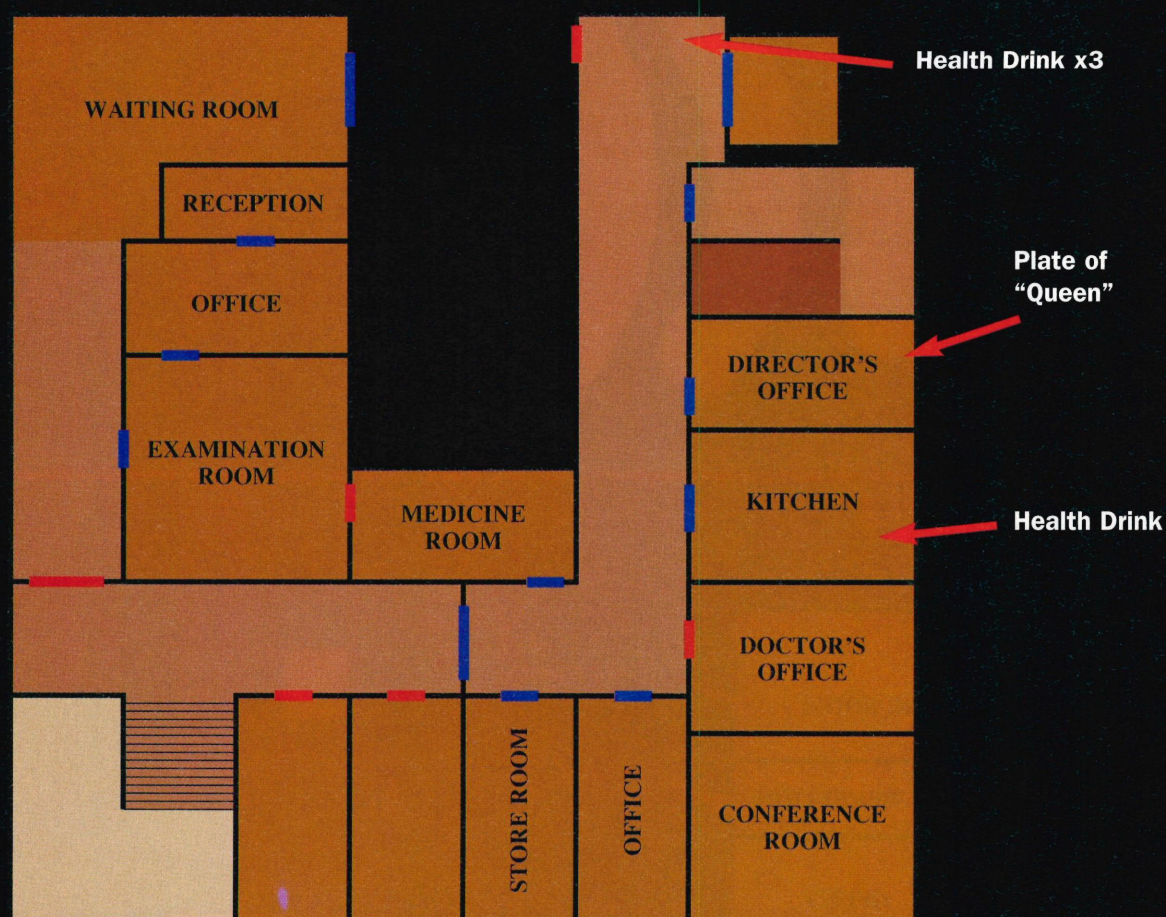 Health Drink x3
WAITING ROOM
RECEPTION
Plate of
“Queen”
OFFICE
DIRECTOR’S
OFFICE
EXAMINATION
ROOM
KITCHEN
MEDICINE
ROOM
Health Drink
DOCTOR’S
OFFICE
STORE ROOM
OFFICE
CONFERENCE
ROOM